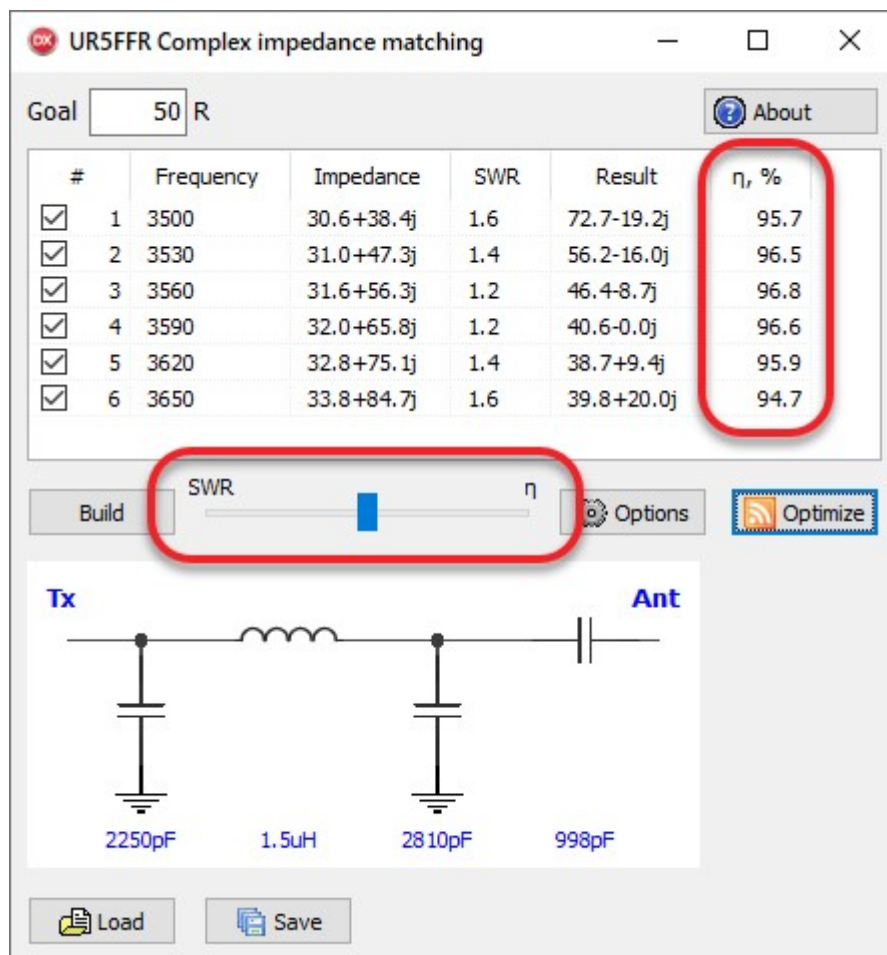 DX UR5FFR Complex impedance matching
Goal 50 R About
# Frequency Impedance SWR Result η, %
1 3500 30.6+38.4j 1.6 72.7-19.2j 95.7
2 3530 31.0+47.3j 1.4 56.2-16.0j 96.5
3 3560 31.6+56.3j 1.2 46.4-8.7j 96.8
4 3590 32.0+65.8j 1.2 40.6-0.0j 96.6
5 3620 32.8+75.1j 1.4 38.7+9.4j 95.9
6 3650 33.8+84.7j 1.6 39.8+20.0j 94.7
SWR η
Build Options Optimize
Tx Ant
2250pF 1.5uH 2810pF 998pF
Load Save